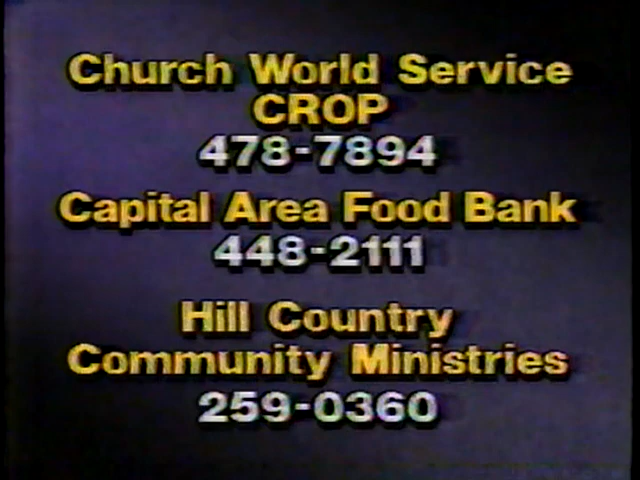 Church World Service
CROP
478-7894
Capital Area Food Bank
448-2111
Hill Country
Community Ministries
259-0360